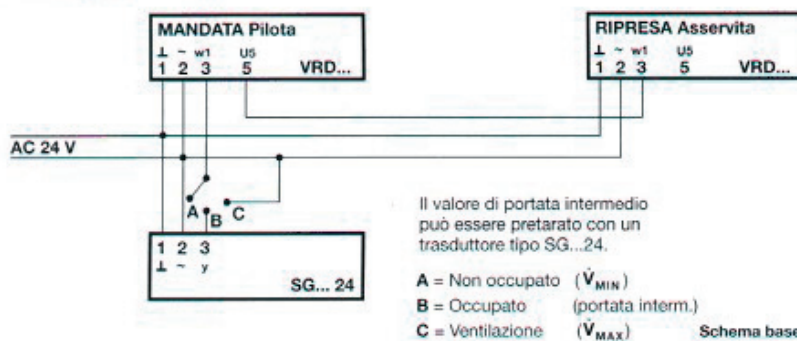 MANDATA Pilota
⊥ ~ w1 U5
1 2 3 5 VRD...
RIPRESA Asservita
⊥ ~ w1 U5
1 2 3 5 VRD...
AC 24 V
A B C
1 2 3
⊥ ~ y
SG... 24
Il valore di portata intermedio
può essere pretarato con un
trasduttore tipo SG...24.
A = Non occupato (V̇MIN)
B = Occupato (portata interm.)
C = Ventilazione (V̇MAX) Schema base